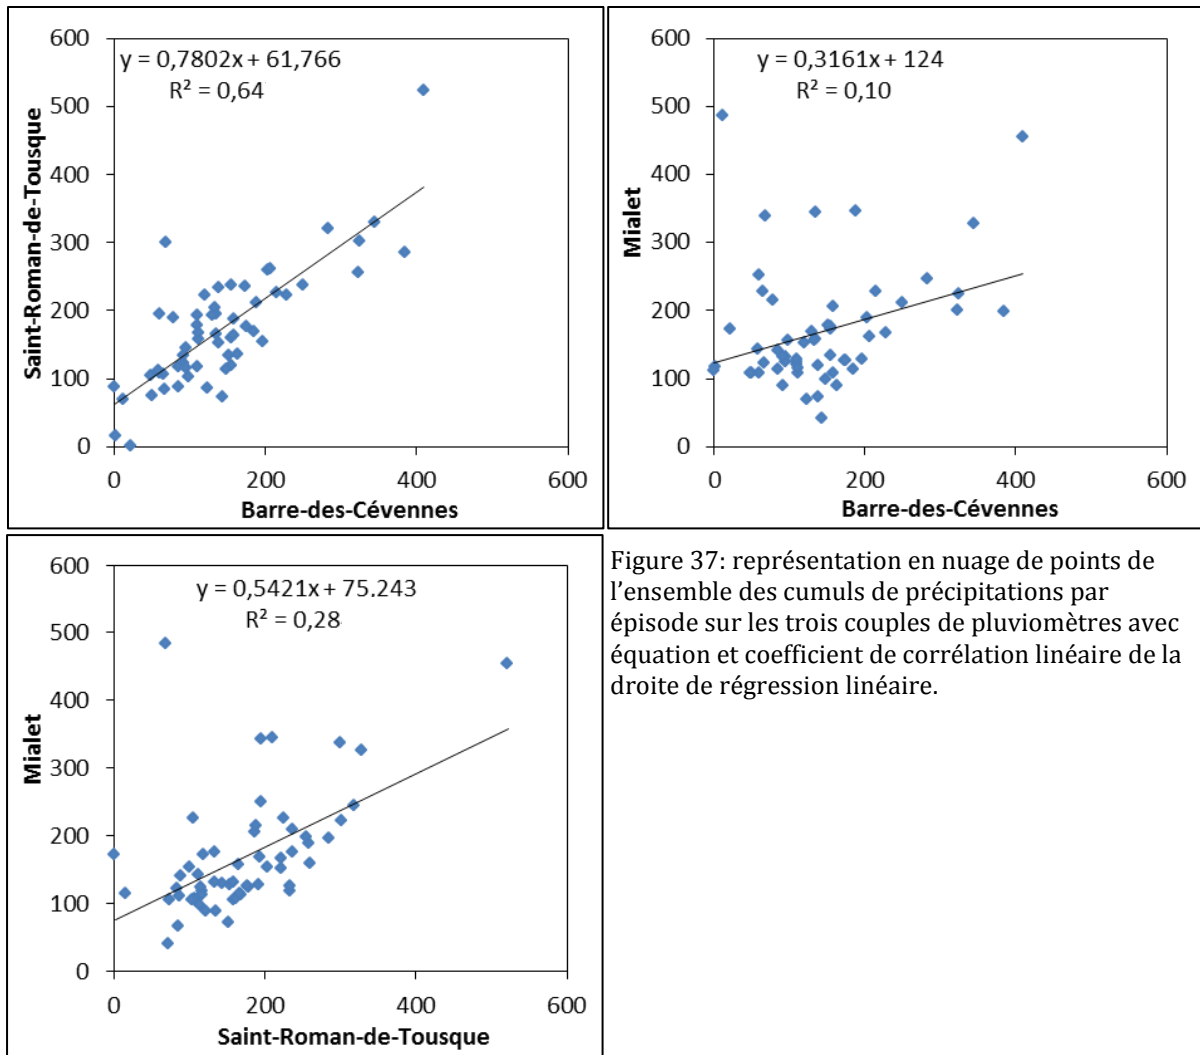 y = 0,7802x + 61,766
R² = 0,64
600
500
400
300
200
100
0
Saint-Roman-de-Tousque
0 200 400 600
Barre-des-Cévennes
y = 0,3161x + 124
R² = 0,10
600
500
400
300
200
100
0
Mialet
0 200 400 600
Barre-des-Cévennes
y = 0,5421x + 75.243
R² = 0,28
600
500
400
300
200
100
0
Mialet
0 200 400 600
Saint-Roman-de-Tousque
Figure 37: représentation en nuage de points de
l’ensemble des cumuls de précipitations par
épisode sur les trois couples de pluviomètres avec
équation et coefficient de corrélation linéaire de la
droite de régression linéaire.